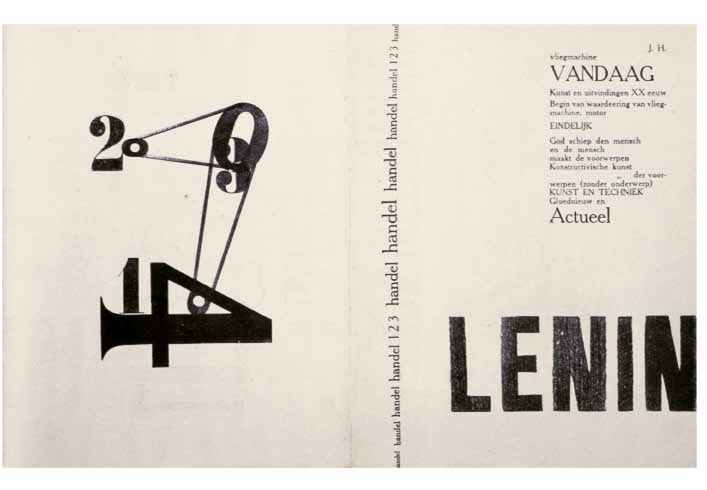 2
9
3
1
4
handel handel handel 1 2 3 handel handel handel handel handel 1 2 3
J. H.
vliegmachine
VANDAAG
Kunst en uitvindingen XX eeuw
Begin van waardeering van vlieg-
machine, motor
EINDELIJK
God schiep den mensch
en de mensch
maakt de voorwerpen
Konstructivische kunst
„ der voor-
werpen (zonder onderwerp)
KUNST EN TECHNIEK
Gloednieuw en
Actueel
LENIN